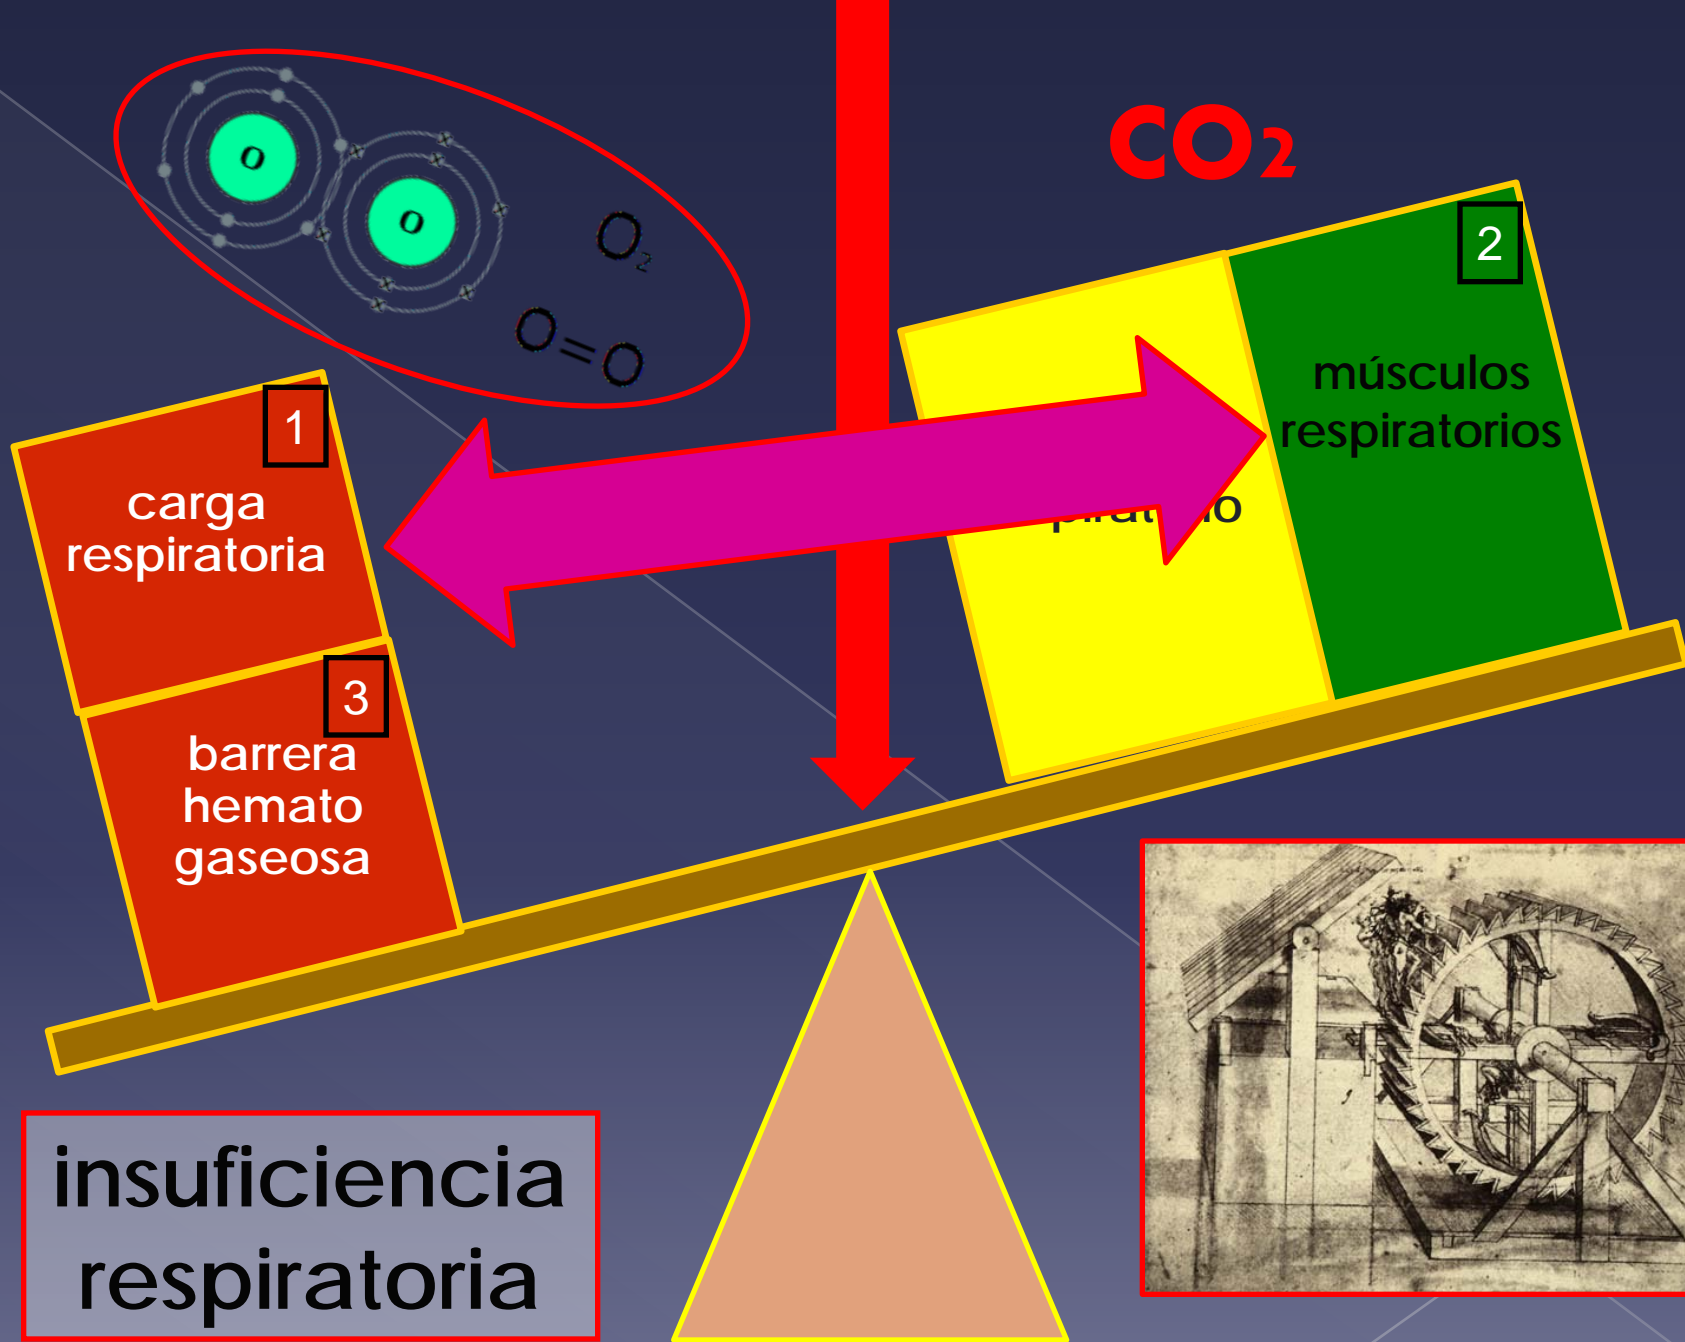 O
O
O2
O=O
CO2
1
carga
respiratoria
2
músculos
respiratorios
3
barrera
hemato
gaseosa
insuficiencia
respiratoria